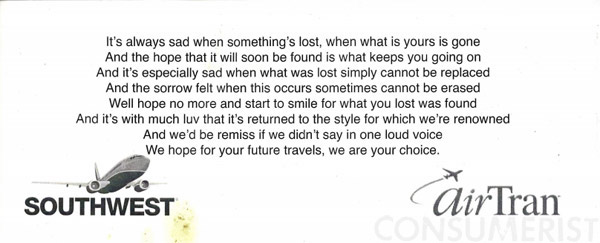 It's always sad when something's lost, when what is yours is gone
And the hope that it will soon be found is what keeps you going on
And it's especially sad when what was lost simply cannot be replaced
And the sorrow felt when this occurs sometimes cannot be erased
Well hope no more and start to smile for what you lost was found
And it's with much luv that it's returned to the style for which we're renowned
And we'd be remiss if we didn't say in one loud voice
We hope for your future travels, we are your choice.
SOUTHWEST
airTran
CONSUMERIST